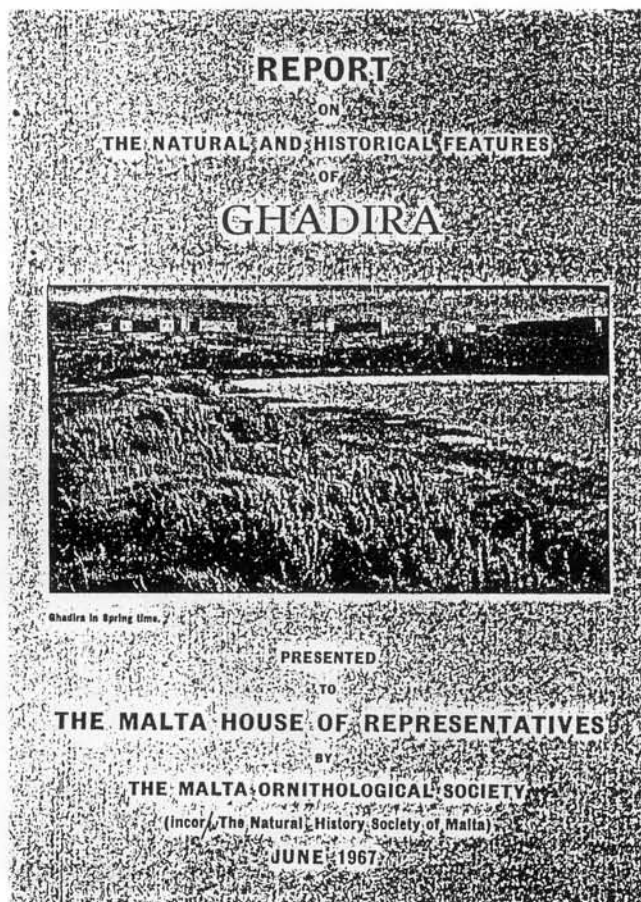 REPORT
ON
THE NATURAL AND HISTORICAL FEATURES
OF
GHADIRA
Ghadira in Spring time.
PRESENTED
TO
THE MALTA HOUSE OF REPRESENTATIVES
BY
THE MALTA ORNITHOLOGICAL SOCIETY
(incor/ The Natural History Society of Malta)
JUNE 1967